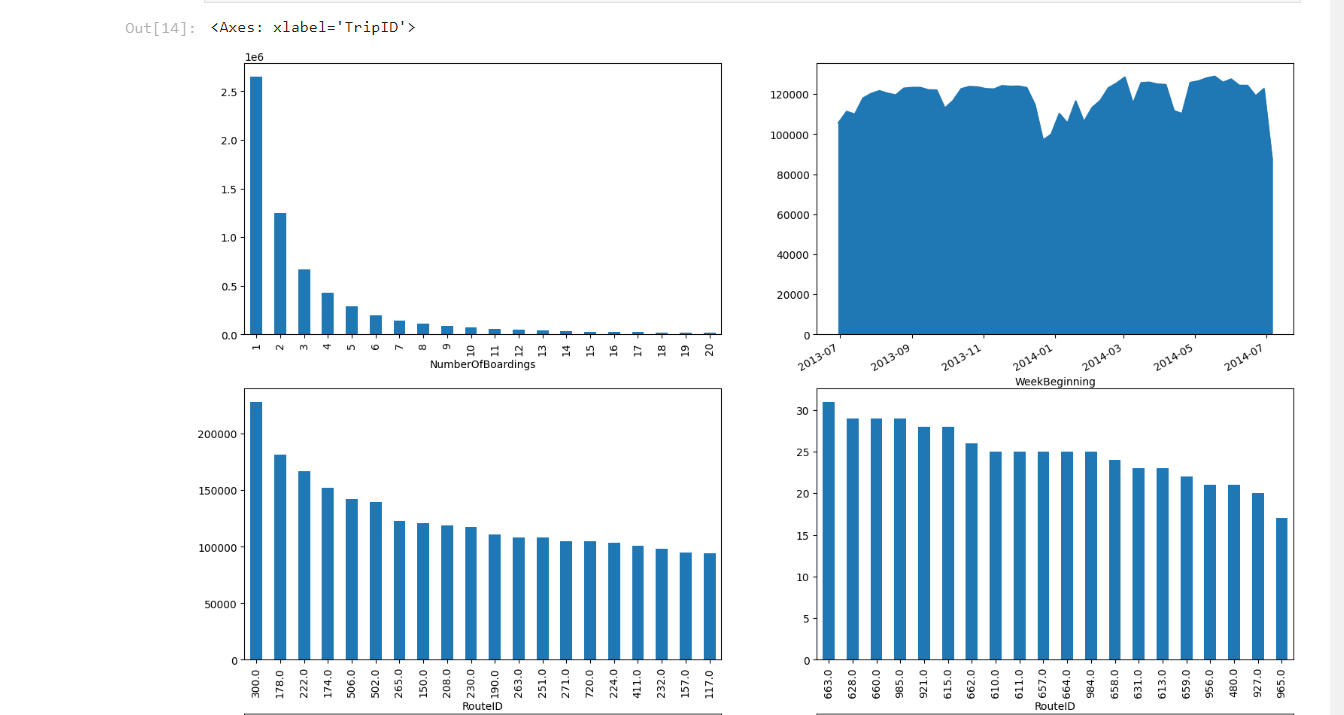 Out[14]: <Axes: xlabel='TripID'>
1e6
2.5
2.0
1.5
1.0
0.5
0.0
1 2 3 4 5 6 7 8 9 10 11 12 13 14 15 16 17 18 19 20
NumberOfBoardings
120000
100000
80000
60000
40000
20000
0
2013-07 2013-09 2013-11 2014-01 2014-03 2014-05 2014-07
WeekBeginning
200000
150000
100000
50000
0
300.0 178.0 222.0 174.0 506.0 502.0 265.0 150.0 208.0 230.0 190.0 263.0 251.0 271.0 720.0 224.0 411.0 232.0 157.0 117.0
RouteID
30
25
20
15
10
5
0
663.0 628.0 660.0 985.0 921.0 615.0 662.0 610.0 611.0 657.0 664.0 984.0 658.0 631.0 613.0 659.0 956.0 480.0 927.0 965.0
RouteID